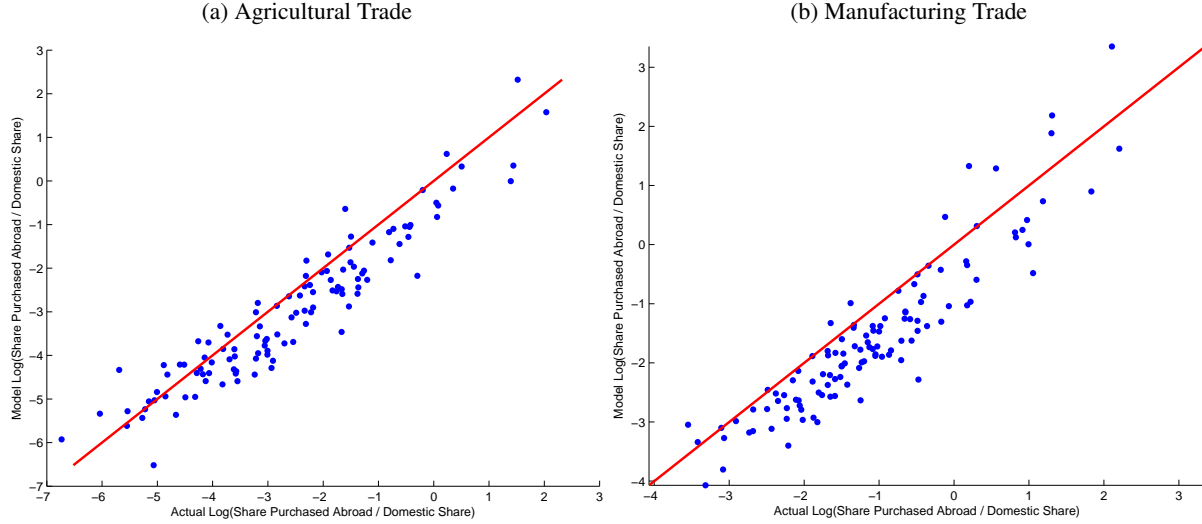 (a) Agricultural Trade
3
2
1
0
−1
−2
−3
−4
−5
−6
−7
Model Log(Share Purchased Abroad / Domestic Share)
−7 −6 −5 −4 −3 −2 −1 0 1 2 3
Actual Log(Share Purchased Abroad / Domestic Share)
(b) Manufacturing Trade
3
2
1
0
−1
−2
−3
−4
Model Log(Share Purchased Abroad / Domestic Share)
−4 −3 −2 −1 0 1 2 3
Actual Log(Share Purchased Abroad / Domestic Share)